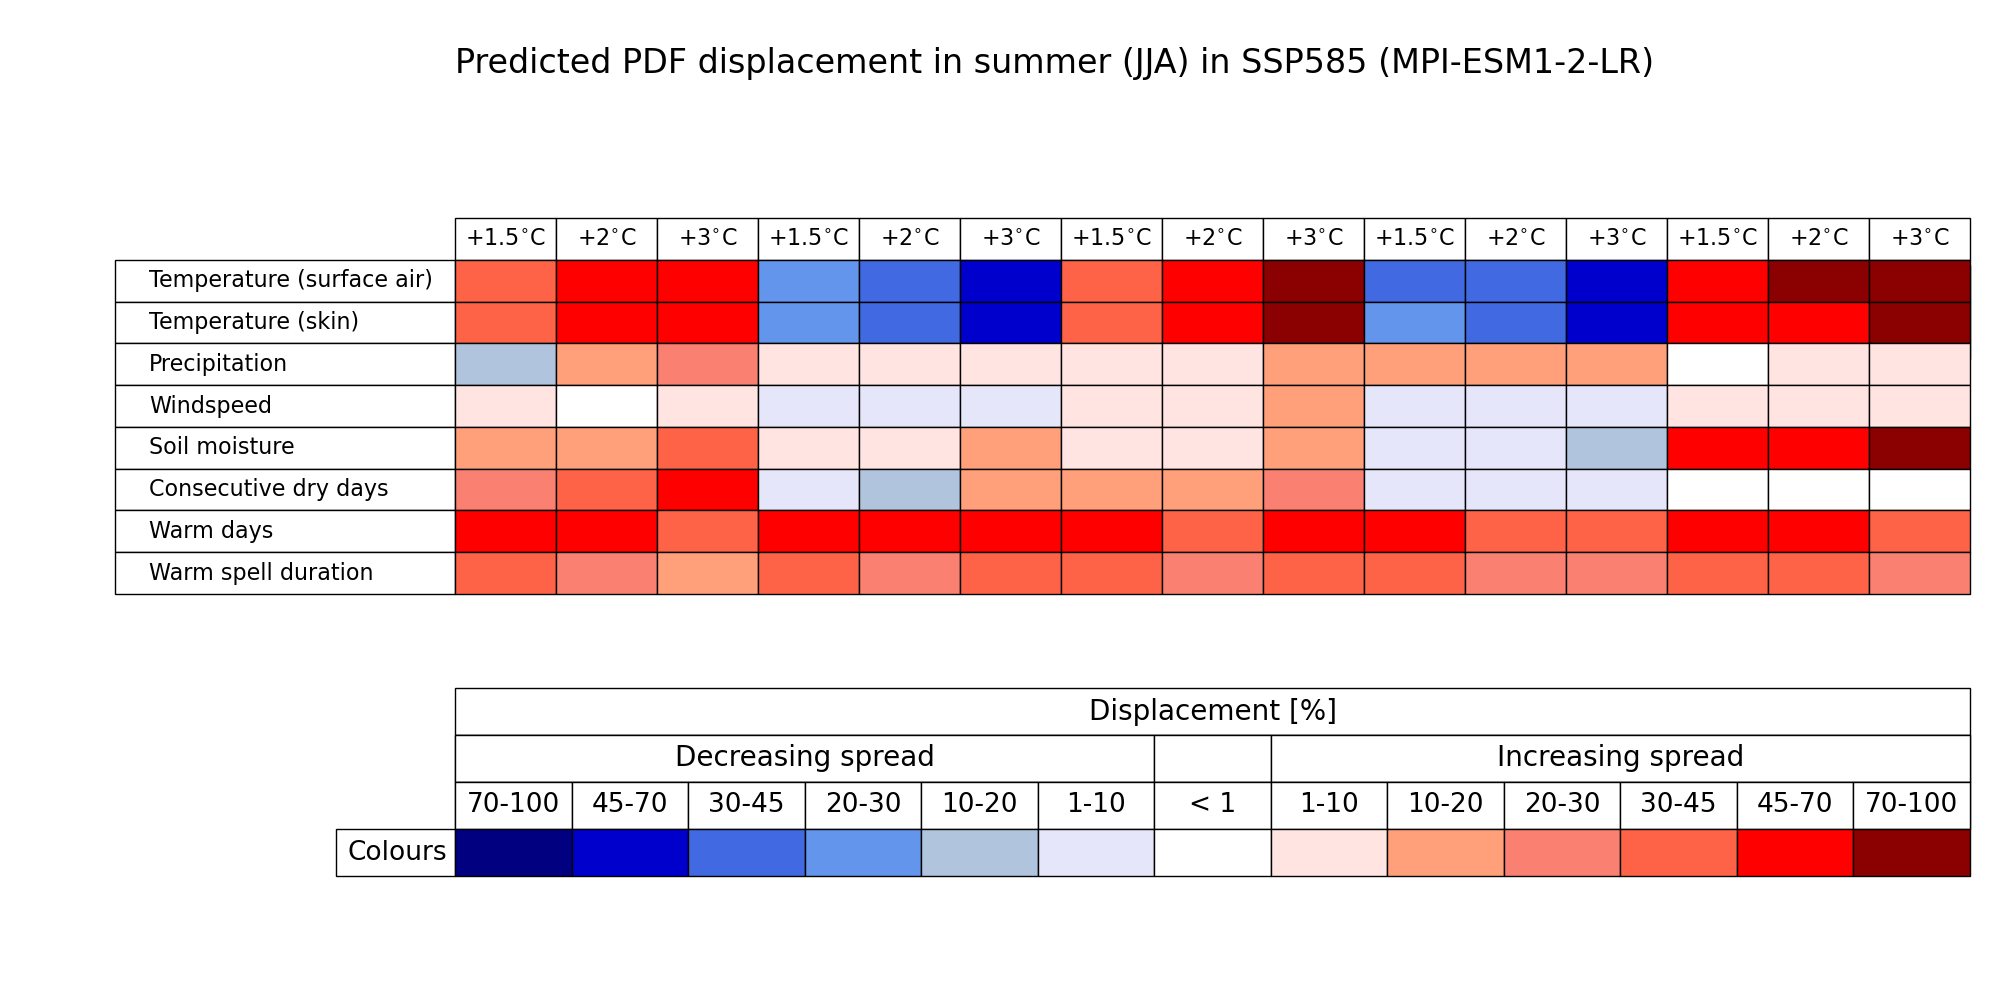 Predicted PDF displacement in summer (JJA) in SSP585 (MPI-ESM1-2-LR)
+1.5°C +2°C +3°C +1.5°C +2°C +3°C +1.5°C +2°C +3°C +1.5°C +2°C +3°C +1.5°C +2°C +3°C
Temperature (surface air)
Temperature (skin)
Precipitation
Windspeed
Soil moisture
Consecutive dry days
Warm days
Warm spell duration
Displacement [%]
Decreasing spread Increasing spread
70-100 45-70 30-45 20-30 10-20 1-10 < 1 1-10 10-20 20-30 30-45 45-70 70-100
Colours